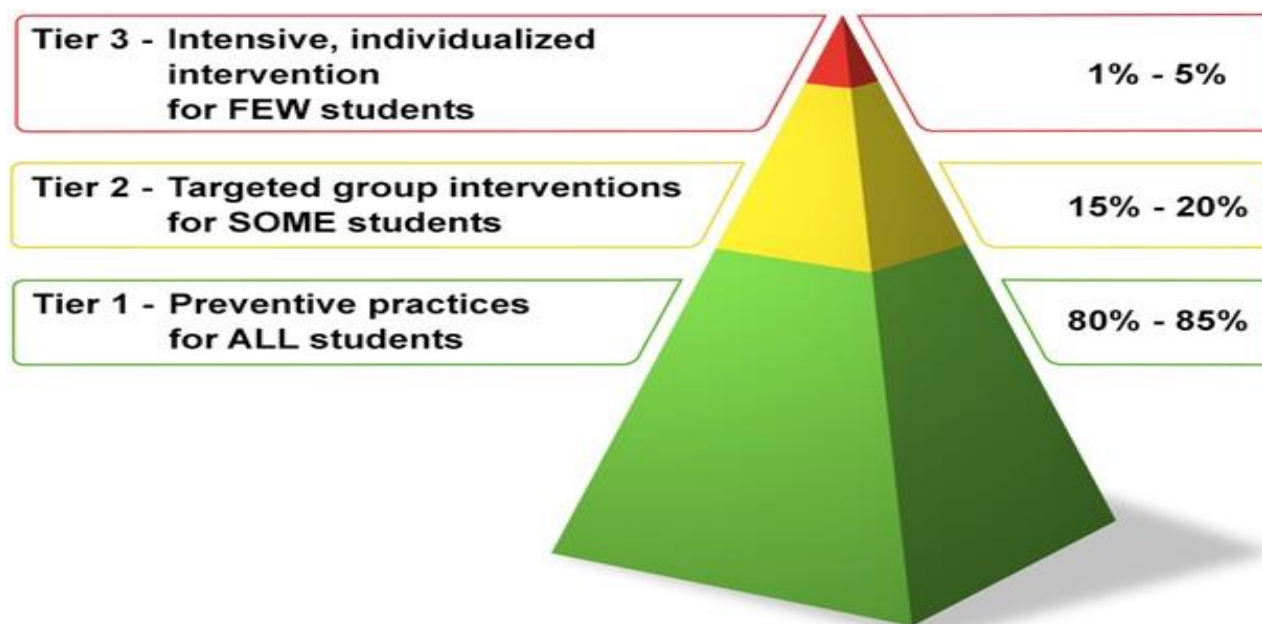 Tier 3 - Intensive, individualized
intervention
for FEW students
1% - 5%
Tier 2 - Targeted group interventions
for SOME students
15% - 20%
Tier 1 - Preventive practices
for ALL students
80% - 85%